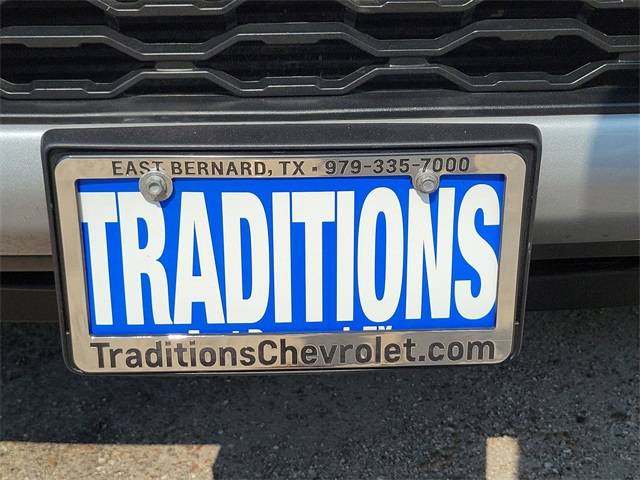 EAST BERNARD, TX • 979-335-7000
TRADITIONS
TraditionsChevrolet.com